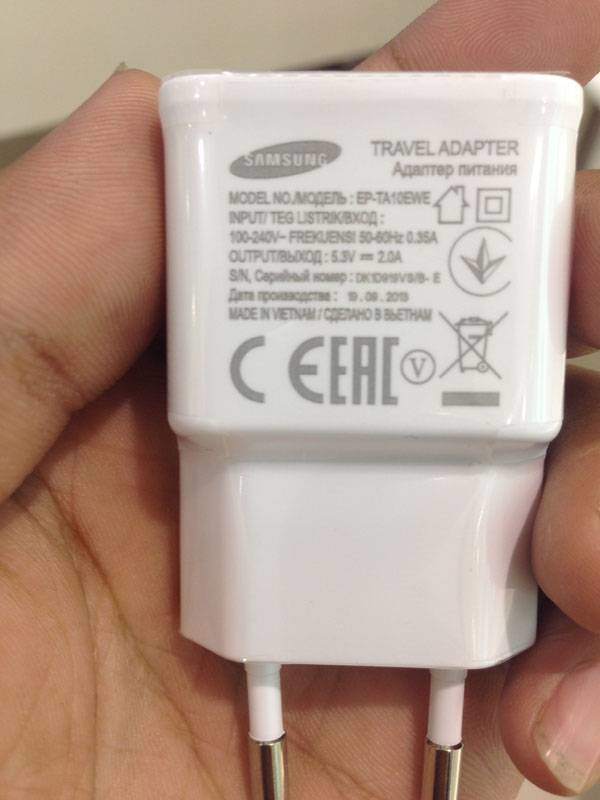 SAMSUNG
TRAVEL ADAPTER
Адаптер питания
MODEL NO./МОДЕЛЬ : EP-TA10EWE
INPUT/ TEG LISTRIK/ВХОД :
100-240V~ FREKUENSI 50-60Hz 0.35A
OUTPUT/ВЫХОД : 5.3V ⎓ 2.0A
S/N, Серийный номер : DK1D919VS/B- E
Дата производства : 19 . 09 . 2013
MADE IN VIETNAM / СДЕЛАНО В ВЬЕТНАМ
CE EAC V